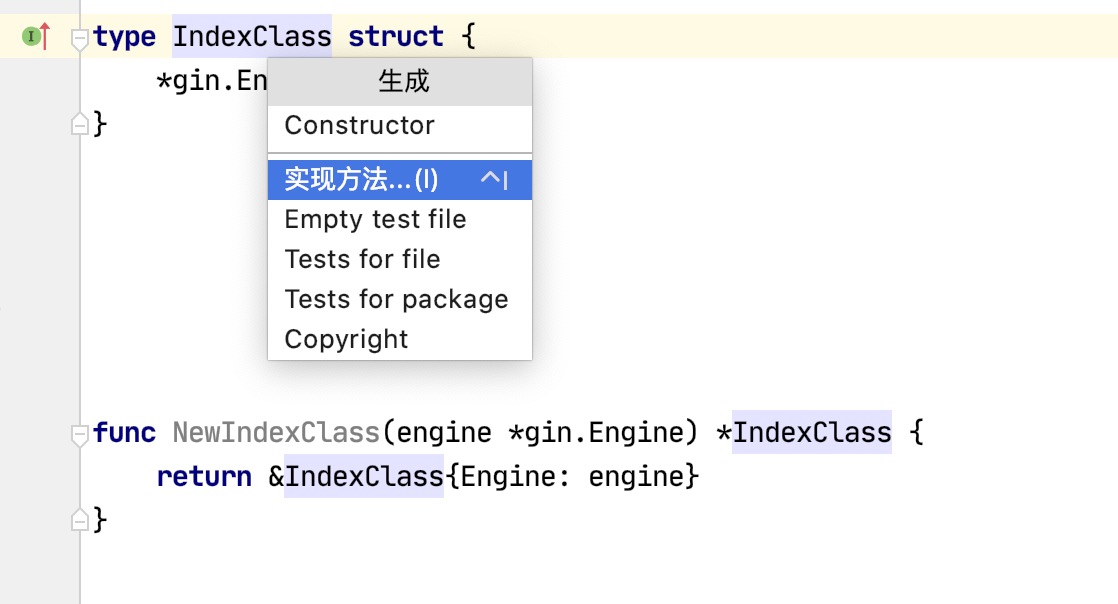 type IndexClass struct {
*gin.En
}
生成
Constructor
实现方法...(I) ^I
Empty test file
Tests for file
Tests for package
Copyright
func NewIndexClass(engine *gin.Engine) *IndexClass {
return &IndexClass{Engine: engine}
}